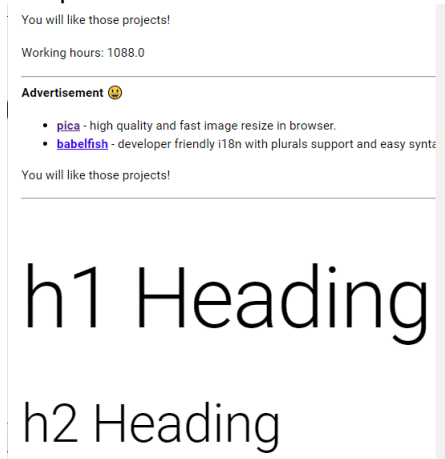 You will like those projects!
Working hours: 1088.0
Advertisement 😃
pica - high quality and fast image resize in browser.
babelfish - developer friendly i18n with plurals support and easy synta
You will like those projects!
h1 Heading
h2 Heading